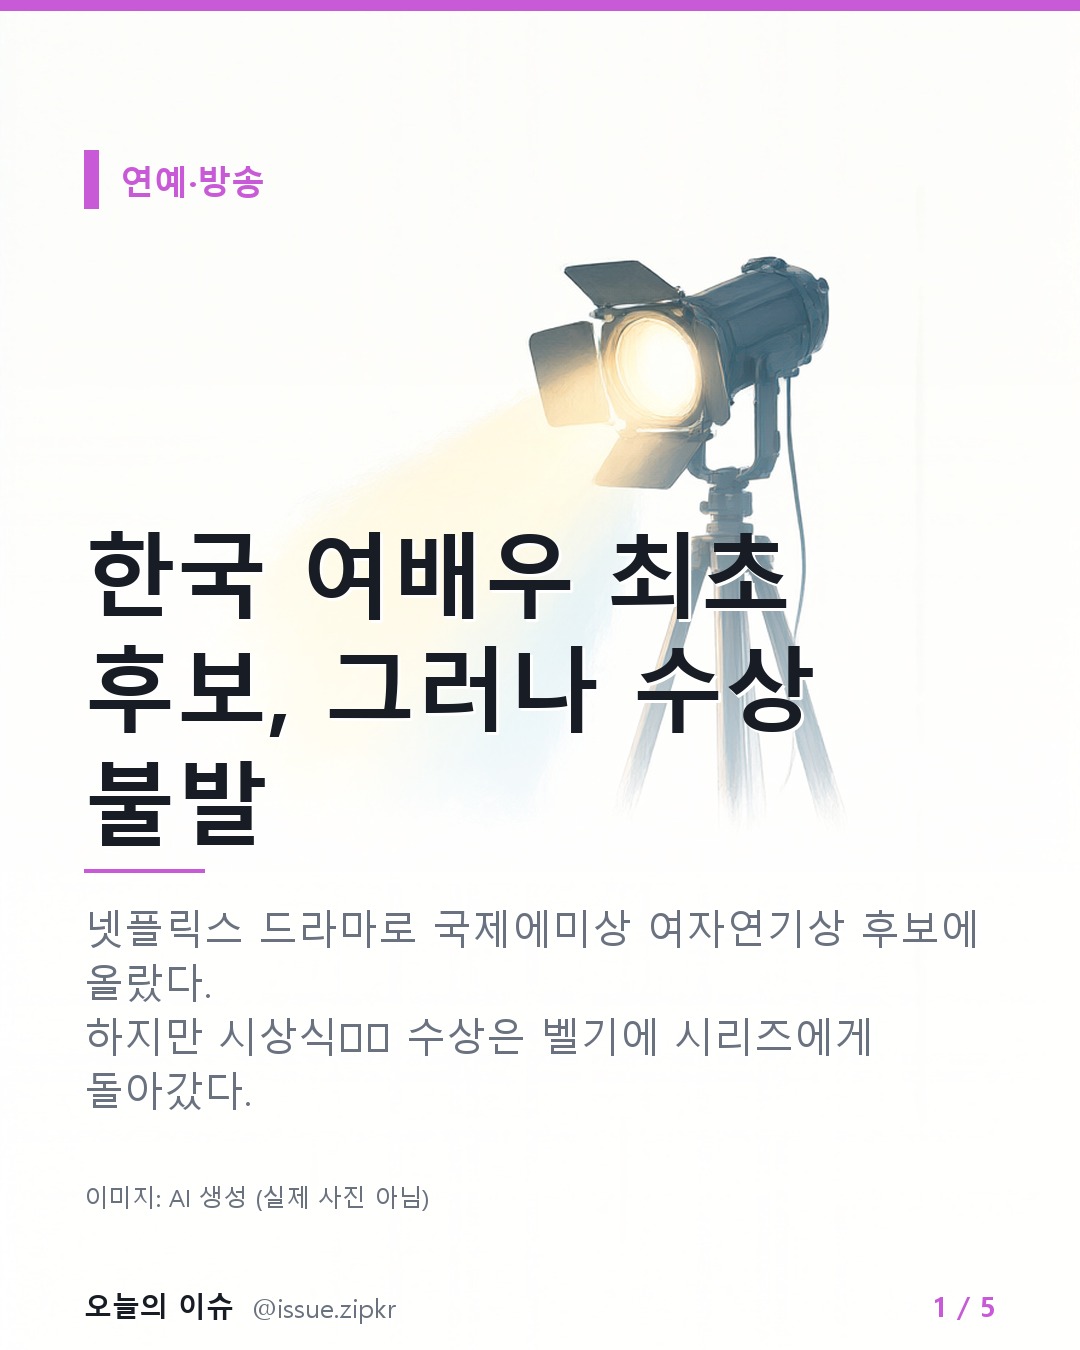 연예·방송
한국 여배우 최초
후보, 그러나 수상
불발
넷플릭스 드라마로 국제에미상 여자연기상 후보에
올랐다.
하지만 시상식□□ 수상은 벨기에 시리즈에게
돌아갔다.
이미지: AI 생성 (실제 사진 아님)
오늘의 이슈 @issue.zipkr
1 / 5